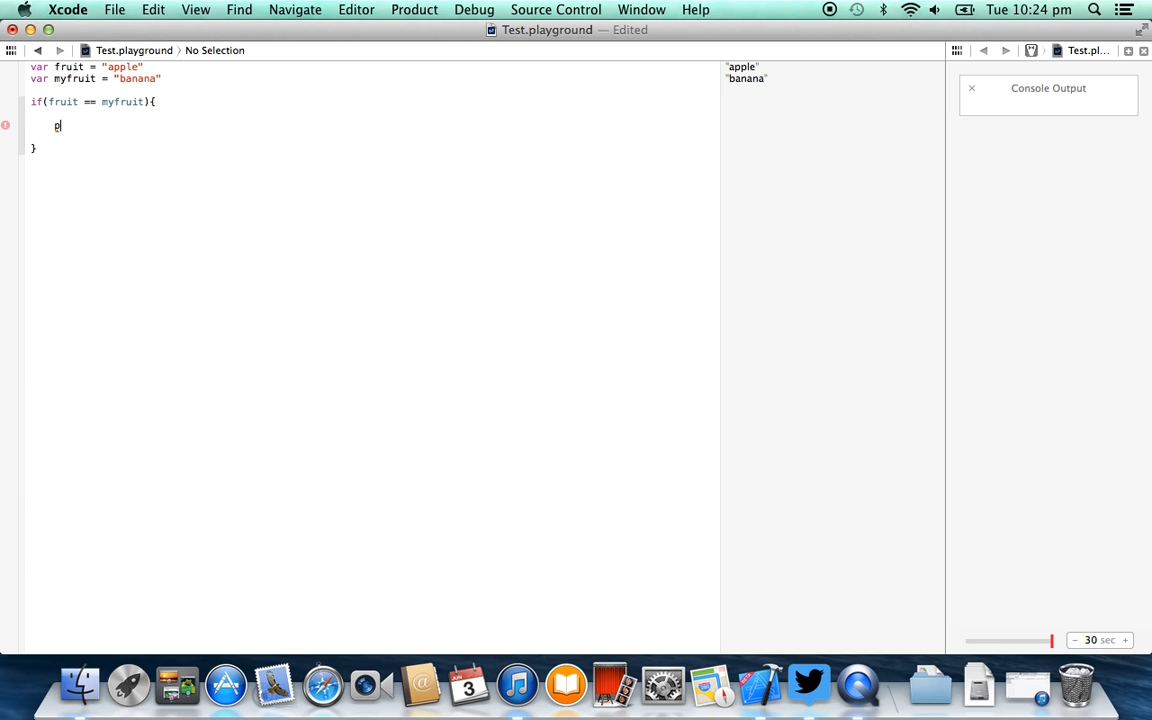 Xcode File Edit View Find Navigate Editor Product Debug Source Control Window Help Tue 10:24 pm
Test.playground — Edited
Test.playground 〉 No Selection
Test.pl...
var fruit = "apple"
var myfruit = "banana"
if(fruit == myfruit){
p
}
"apple"
"banana"
Console Output
- 30 sec +
JUN
3